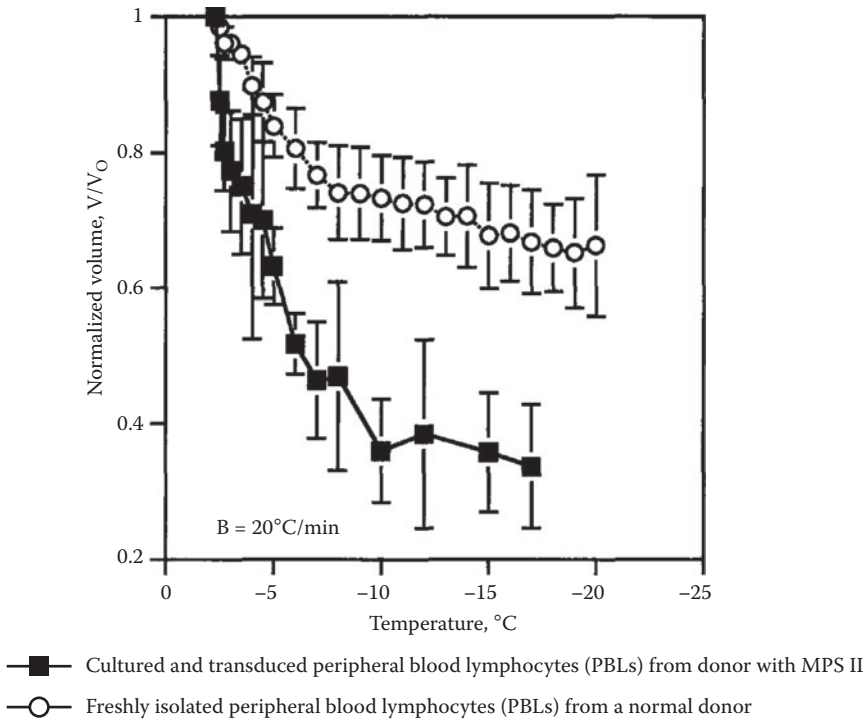 1
0.8
0.6
0.4
0.2
Normalized volume, V/VO
B = 20°C/min
0 –5 –10 –15 –20 –25
Temperature, °C
Cultured and transduced peripheral blood lymphocytes (PBLs) from donor with MPS II
Freshly isolated peripheral blood lymphocytes (PBLs) from a normal donor